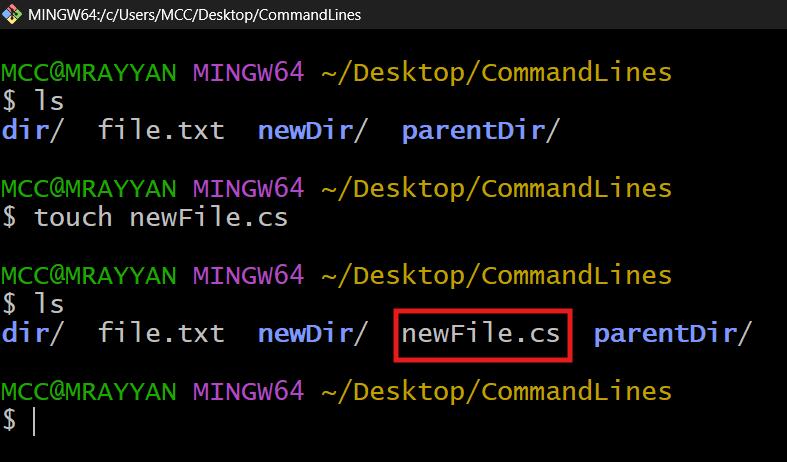 MINGW64:/c/Users/MCC/Desktop/CommandLines
MCC@MRAYYAN MINGW64 ~/Desktop/CommandLines
$ ls
dir/  file.txt  newDir/  parentDir/
MCC@MRAYYAN MINGW64 ~/Desktop/CommandLines
$ touch newFile.cs
MCC@MRAYYAN MINGW64 ~/Desktop/CommandLines
$ ls
dir/  file.txt  newDir/  newFile.cs  parentDir/
MCC@MRAYYAN MINGW64 ~/Desktop/CommandLines
$